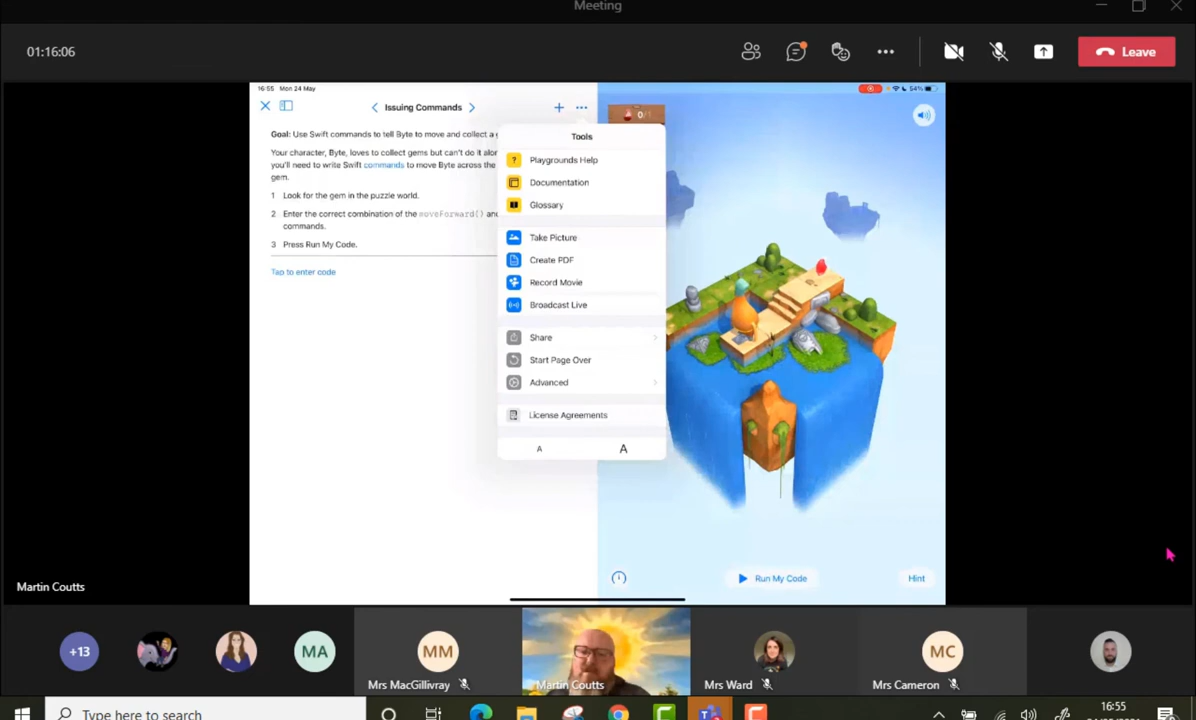 Meeting
01:16:06
Leave
16:55 Mon 24 May
54%
Issuing Commands
0/1
Goal: Use Swift commands to tell Byte to move and collect a
Your character, Byte, loves to collect gems but can't do it
you'll need to write Swift commands to move Byte across the
gem.
1 Look for the gem in the puzzle world.
2 Enter the correct combination of the moveForward() and
commands.
3 Press Run My Code.
Tap to enter code
Tools
Playgrounds Help
Documentation
Glossary
Take Picture
Create PDF
Record Movie
Broadcast Live
Share
Start Page Over
Advanced
License Agreements
A A
Run My Code
Hint
Martin Coutts
+13
MA
MM
Mrs MacGillivray
Martin Coutts
Mrs Ward
MC
Mrs Cameron
Type here to search
16:55